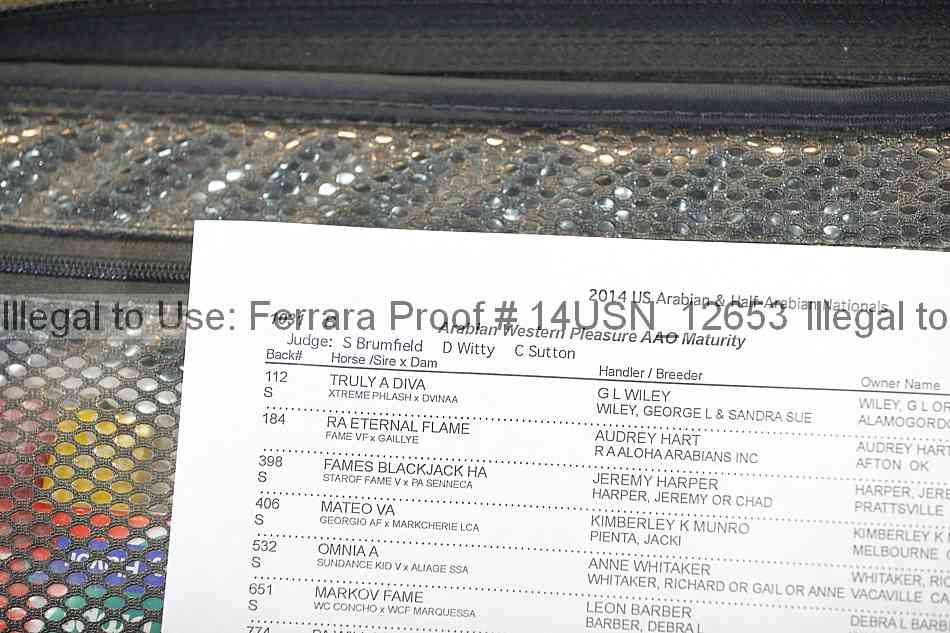 2014 US Arabian & Half-Arabian Nationals
Illegal to Use: Ferrara Proof # 14USN_12653 Illegal to
Arabian Western Pleasure AAO Maturity
Judge: S Brumfield D Witty C Sutton
Back# Horse /Sire x Dam Handler / Breeder Owner Name
112 TRULY A DIVA G L WILEY WILEY, G L OR
S XTREME PHLASH x DVINAA WILEY, GEORGE L & SANDRA SUE ALAMOGORDO
184 RA ETERNAL FLAME AUDREY HART AUDREY HART
FAME VF x GAILLYE R A ALOHA ARABIANS INC AFTON OK
398 FAMES BLACKJACK HA JEREMY HARPER HARPER, JER
S STAROF FAME V x PA SENNECA HARPER, JEREMY OR CHAD PRATTSVILLE
406 MATEO VA KIMBERLEY K MUNRO KIMBERLEY K M
S GEORGIO AF x MARKCHERIE LCA PIENTA, JACKI MELBOURNE
532 OMNIA A ANNE WHITAKER WHITAKER, RIC
S SUNDANCE KID V x ALIAGE SSA WHITAKER, RICHARD OR GAIL OR ANNE VACAVILLE CA
651 MARKOV FAME LEON BARBER DEBRA L BARB
S WC CONCHO x WCF MARQUESSA BARBER, DEBRA L
774